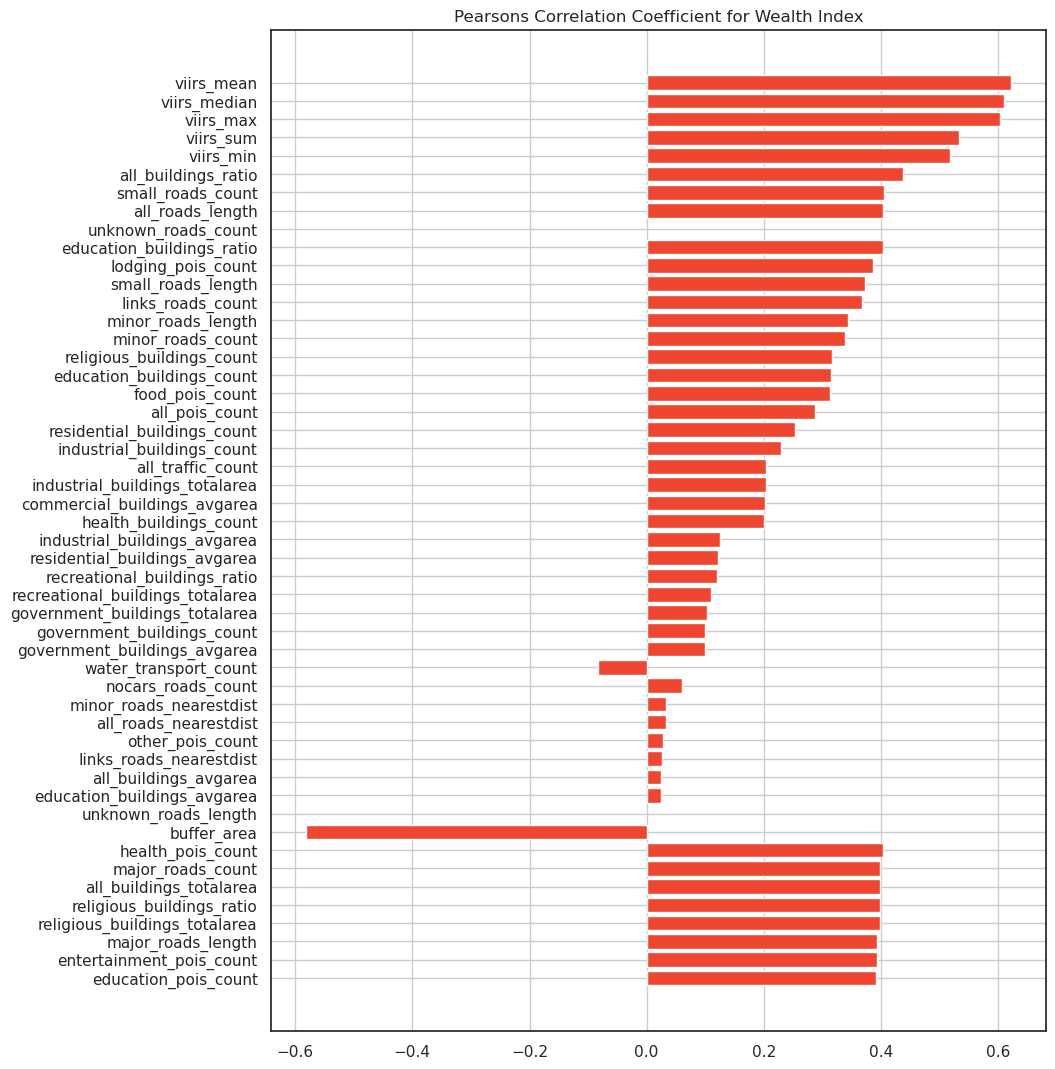 Pearsons Correlation Coefficient for Wealth Index
viirs_mean
viirs_median
viirs_max
viirs_sum
viirs_min
all_buildings_ratio
small_roads_count
all_roads_length
unknown_roads_count
education_buildings_ratio
lodging_pois_count
small_roads_length
links_roads_count
minor_roads_length
minor_roads_count
religious_buildings_count
education_buildings_count
food_pois_count
all_pois_count
residential_buildings_count
industrial_buildings_count
all_traffic_count
industrial_buildings_totalarea
commercial_buildings_avgarea
health_buildings_count
industrial_buildings_avgarea
residential_buildings_avgarea
recreational_buildings_ratio
recreational_buildings_totalarea
government_buildings_totalarea
government_buildings_count
government_buildings_avgarea
water_transport_count
nocars_roads_count
minor_roads_nearestdist
all_roads_nearestdist
other_pois_count
links_roads_nearestdist
all_buildings_avgarea
education_buildings_avgarea
unknown_roads_length
buffer_area
health_pois_count
major_roads_count
all_buildings_totalarea
religious_buildings_ratio
religious_buildings_totalarea
major_roads_length
entertainment_pois_count
education_pois_count
−0.6 −0.4 −0.2 0.0 0.2 0.4 0.6